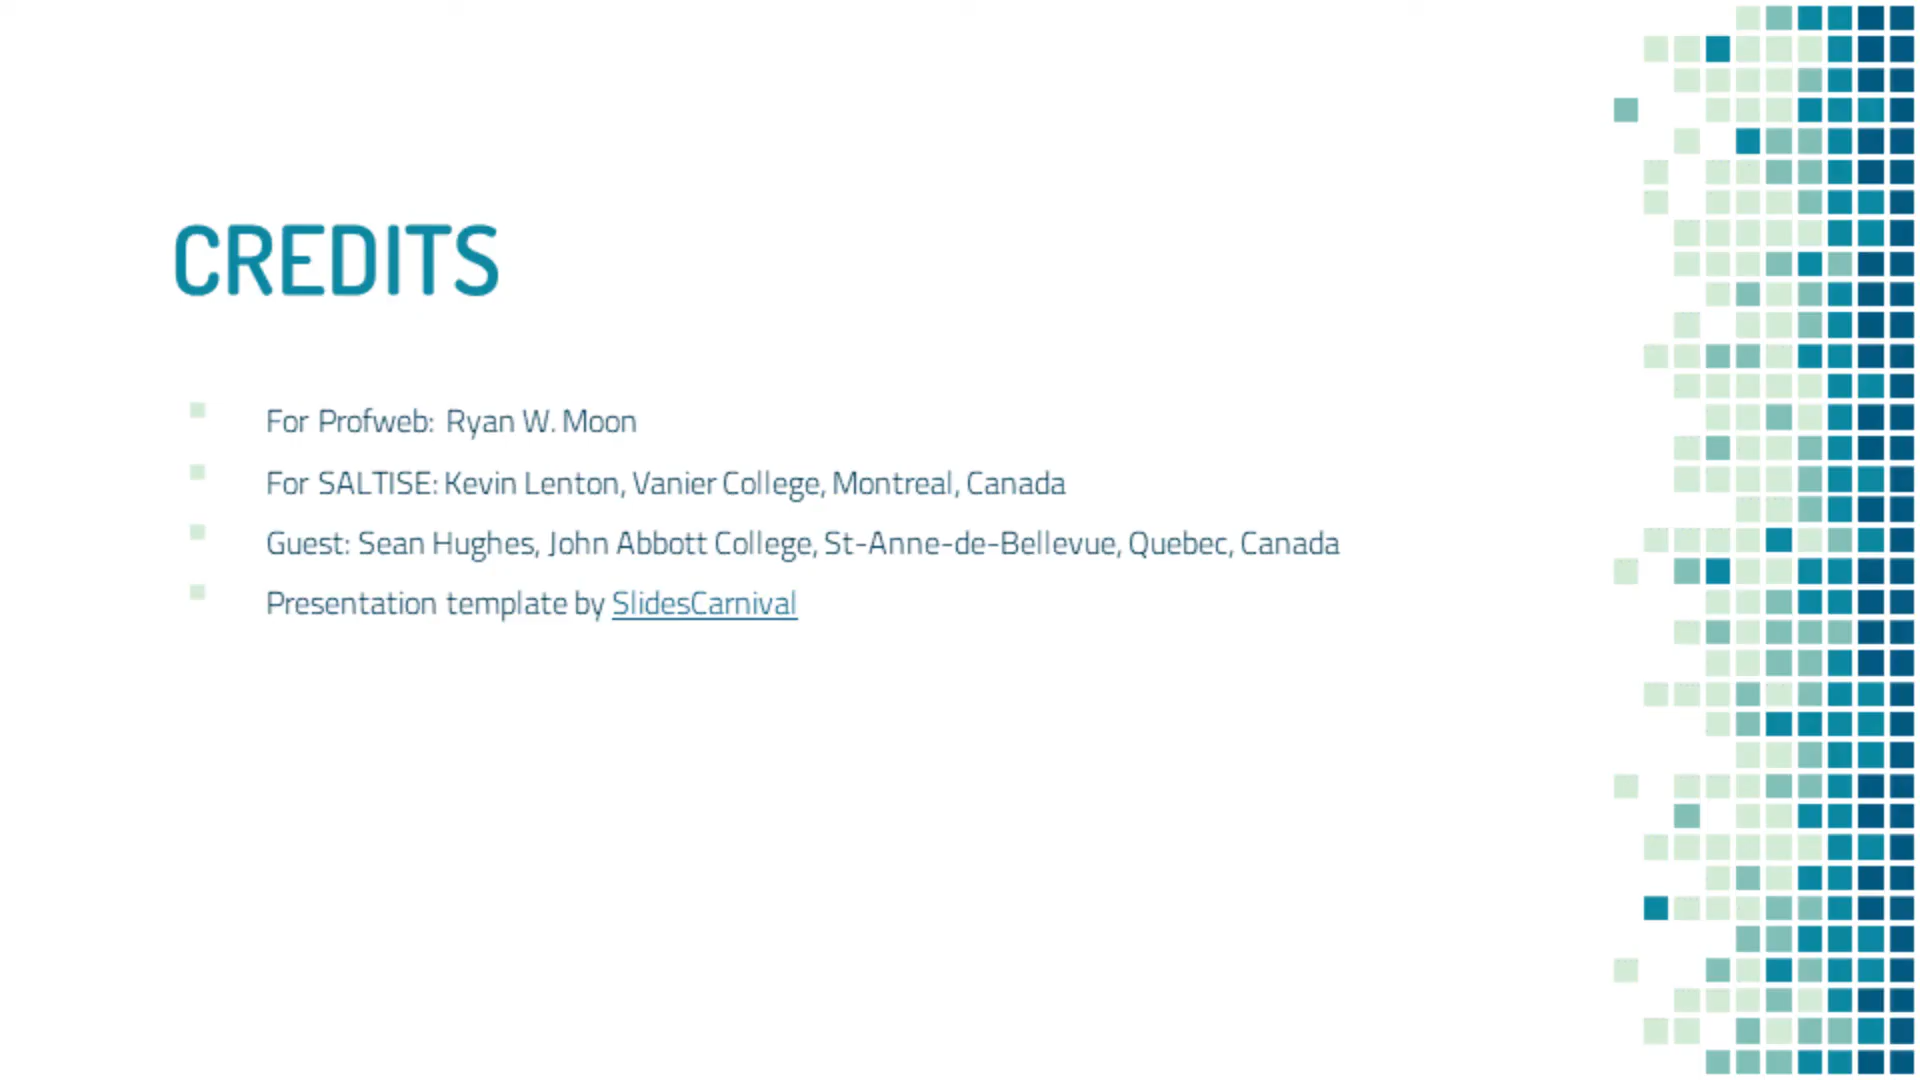 CREDITS
For Profweb: Ryan W. Moon
For SALTISE: Kevin Lenton, Vanier College, Montreal, Canada
Guest: Sean Hughes, John Abbott College, St-Anne-de-Bellevue, Quebec, Canada
Presentation template by SlidesCarnival